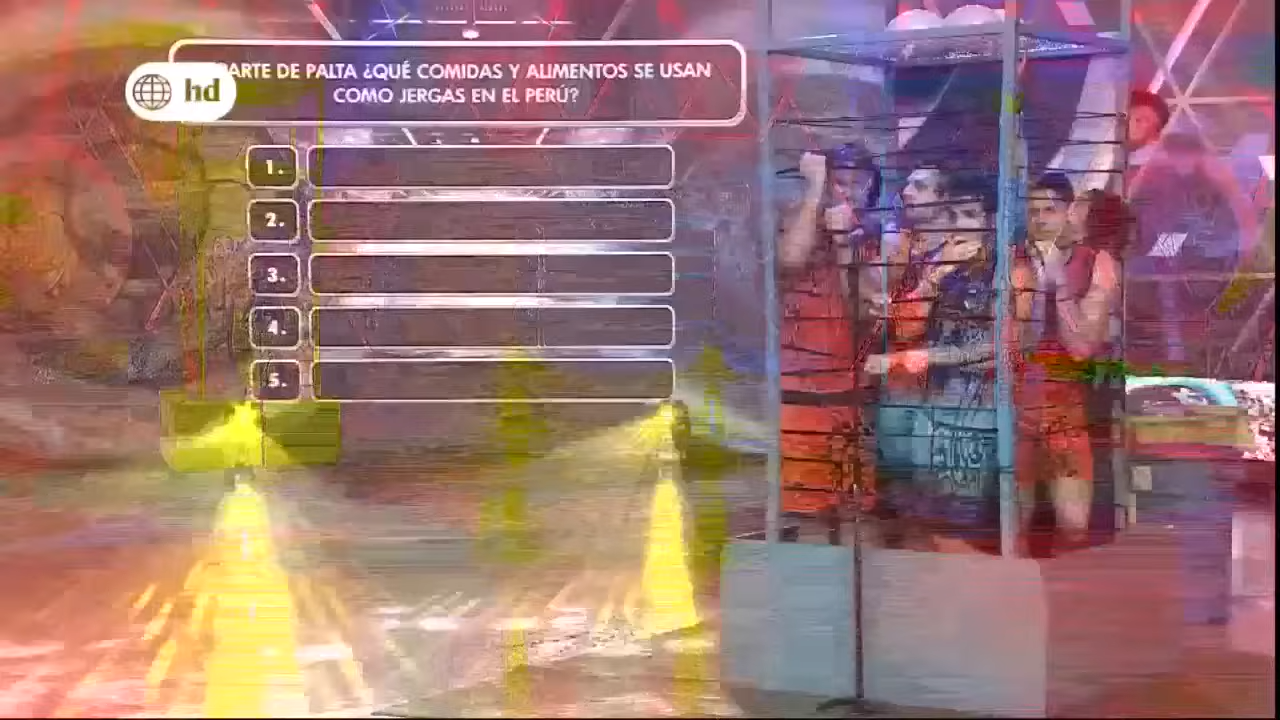 hd
ARTE DE PALTA ¿QUÉ COMIDAS Y ALIMENTOS SE USAN
COMO JERGAS EN EL PERÚ?
1.
2.
3.
4.
5.